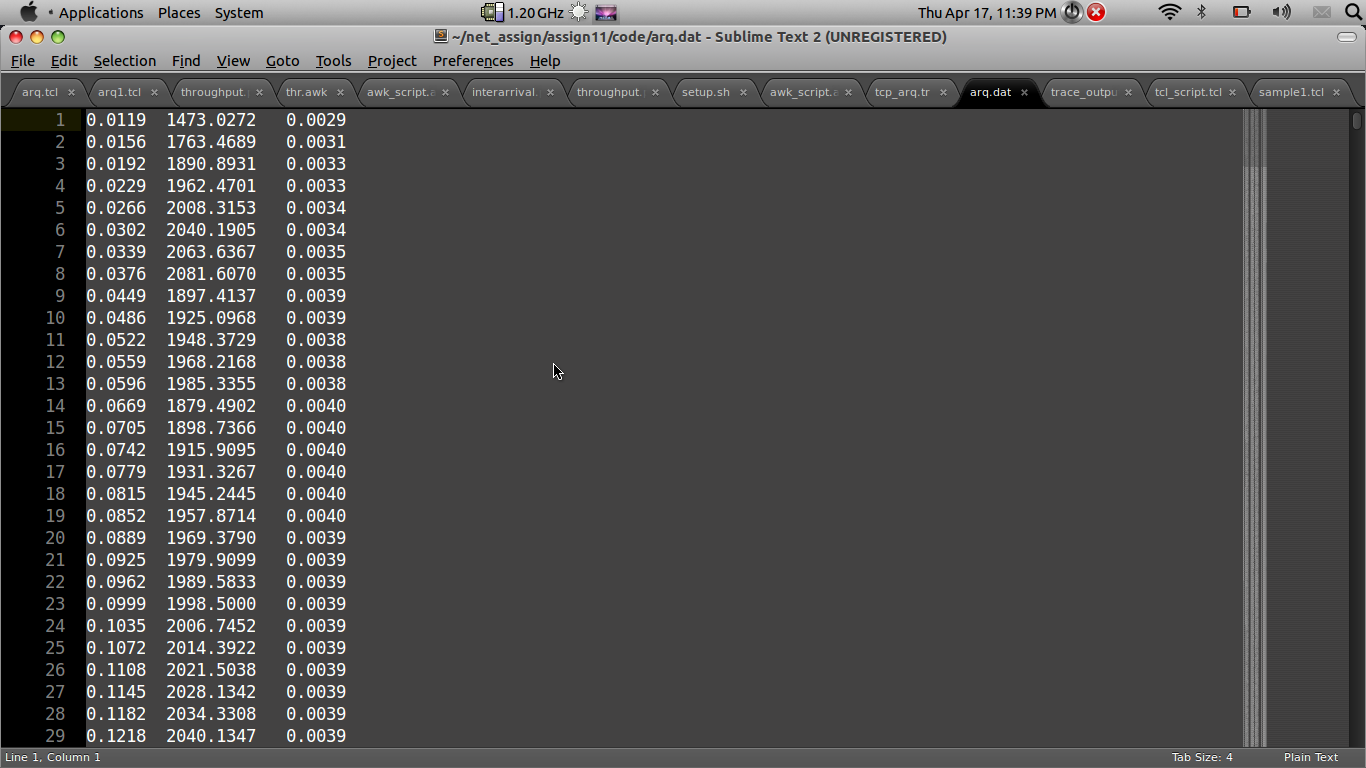 Applications Places System 1.20 GHz Thu Apr 17, 11:39 PM
~/net_assign/assign11/code/arq.dat - Sublime Text 2 (UNREGISTERED)
File Edit Selection Find View Goto Tools Project Preferences Help
arq.tcl arq1.tcl throughput. thr.awk awk_script.a interarrival. throughput. setup.sh awk_script.a tcp_arq.tr arq.dat trace_outpu tcl_script.tcl sample1.tcl
1 0.0119 1473.0272 0.0029
2 0.0156 1763.4689 0.0031
3 0.0192 1890.8931 0.0033
4 0.0229 1962.4701 0.0033
5 0.0266 2008.3153 0.0034
6 0.0302 2040.1905 0.0034
7 0.0339 2063.6367 0.0035
8 0.0376 2081.6070 0.0035
9 0.0449 1897.4137 0.0039
10 0.0486 1925.0968 0.0039
11 0.0522 1948.3729 0.0038
12 0.0559 1968.2168 0.0038
13 0.0596 1985.3355 0.0038
14 0.0669 1879.4902 0.0040
15 0.0705 1898.7366 0.0040
16 0.0742 1915.9095 0.0040
17 0.0779 1931.3267 0.0040
18 0.0815 1945.2445 0.0040
19 0.0852 1957.8714 0.0040
20 0.0889 1969.3790 0.0039
21 0.0925 1979.9099 0.0039
22 0.0962 1989.5833 0.0039
23 0.0999 1998.5000 0.0039
24 0.1035 2006.7452 0.0039
25 0.1072 2014.3922 0.0039
26 0.1108 2021.5038 0.0039
27 0.1145 2028.1342 0.0039
28 0.1182 2034.3308 0.0039
29 0.1218 2040.1347 0.0039
Line 1, Column 1 Tab Size: 4 Plain Text